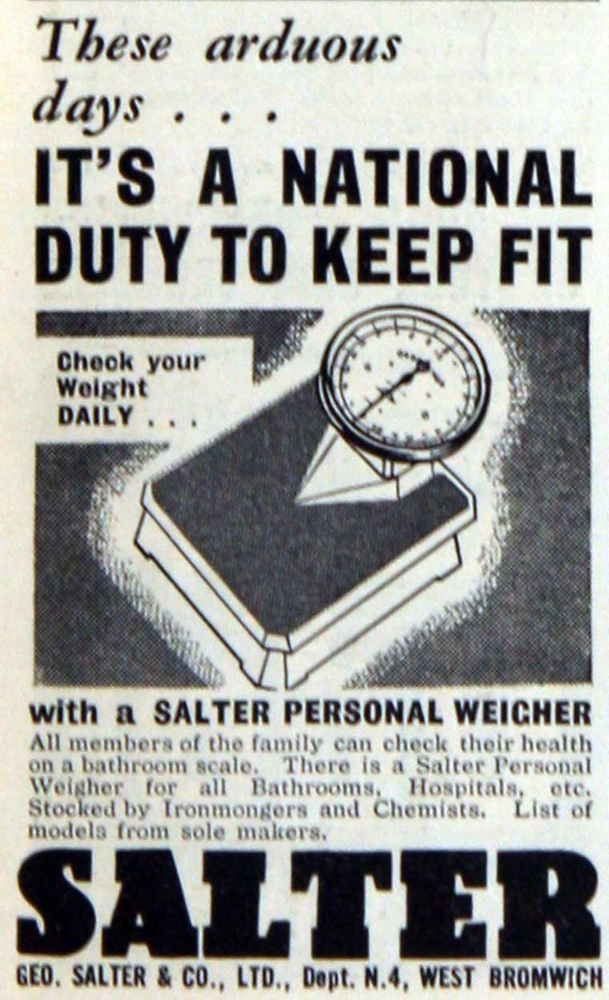 These arduous
days . . .
IT'S A NATIONAL
DUTY TO KEEP FIT
Check your
Weight
DAILY . . .
with a SALTER PERSONAL WEIGHER
All members of the family can check their health
on a bathroom scale. There is a Salter Personal
Weigher for all Bathrooms, Hospitals, etc.
Stocked by Ironmongers and Chemists. List of
models from sole makers.
SALTER
GEO. SALTER & CO., LTD., Dept. N.4, WEST BROMWICH